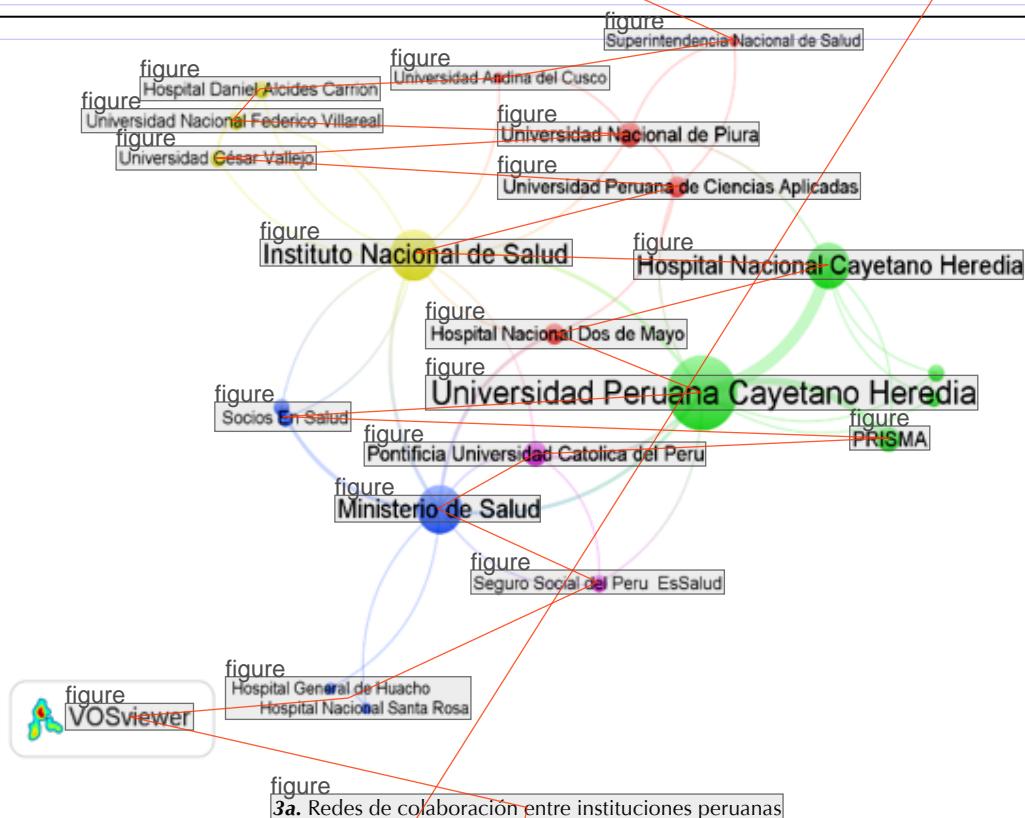 figure
Superintendencia Nacional de Salud
figure
Universidad Andina del Cusco
figure
Hospital Daniel Alcides Carrion
figure
Universidad Nacional Federico Villareal
figure
Universidad Nacional de Piura
figure
Universidad César Vallejo
figure
Universidad Peruana de Ciencias Aplicadas
figure
Instituto Nacional de Salud
figure
Hospital Nacional Cayetano Heredia
figure
Hospital Nacional Dos de Mayo
figure
Universidad Peruana Cayetano Heredia
figure
Socios En Salud
figure
PRISMA
figure
Pontificia Universidad Catolica del Peru
figure
Ministerio de Salud
figure
Seguro Social del Peru EsSalud
figure
Hospital General de Huacho
Hospital Nacional Santa Rosa
figure
VOSviewer
figure
3a. Redes de colaboración entre instituciones peruanas